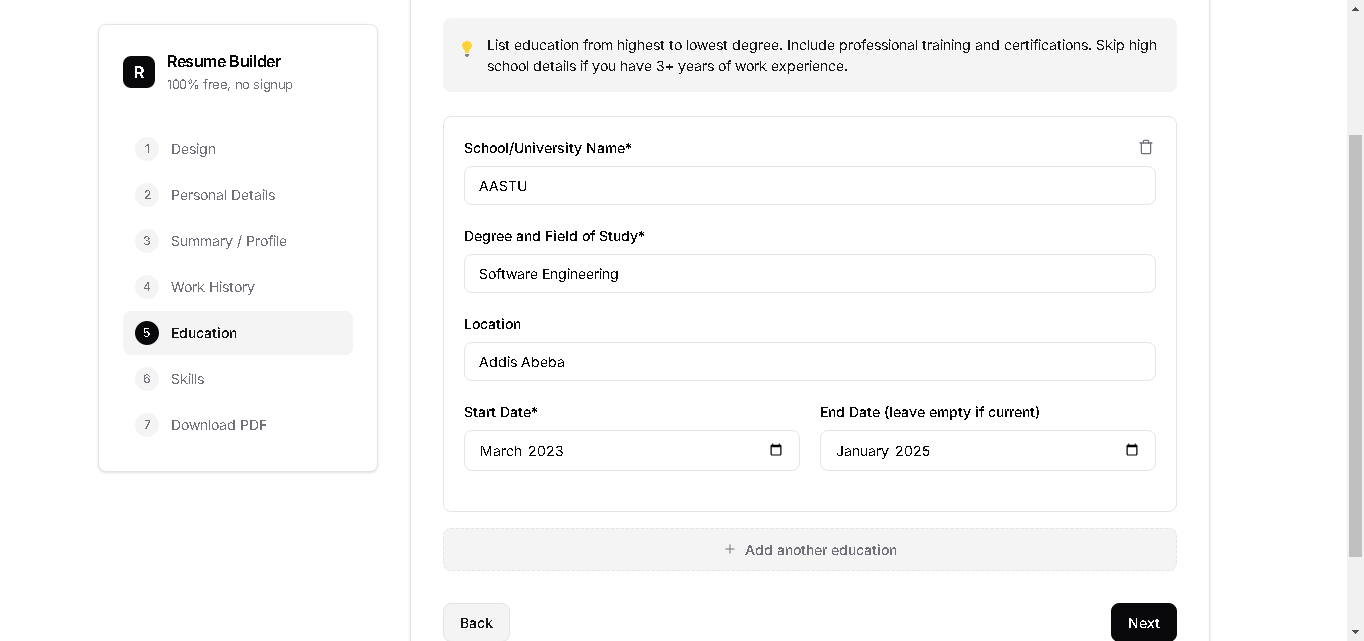 R
Resume Builder
100% free, no signup
1 Design
2 Personal Details
3 Summary / Profile
4 Work History
5 Education
6 Skills
7 Download PDF
List education from highest to lowest degree. Include professional training and certifications. Skip high
school details if you have 3+ years of work experience.
School/University Name*
AASTU
Degree and Field of Study*
Software Engineering
Location
Addis Abeba
Start Date* End Date (leave empty if current)
March 2023 January 2025
+ Add another education
Back Next